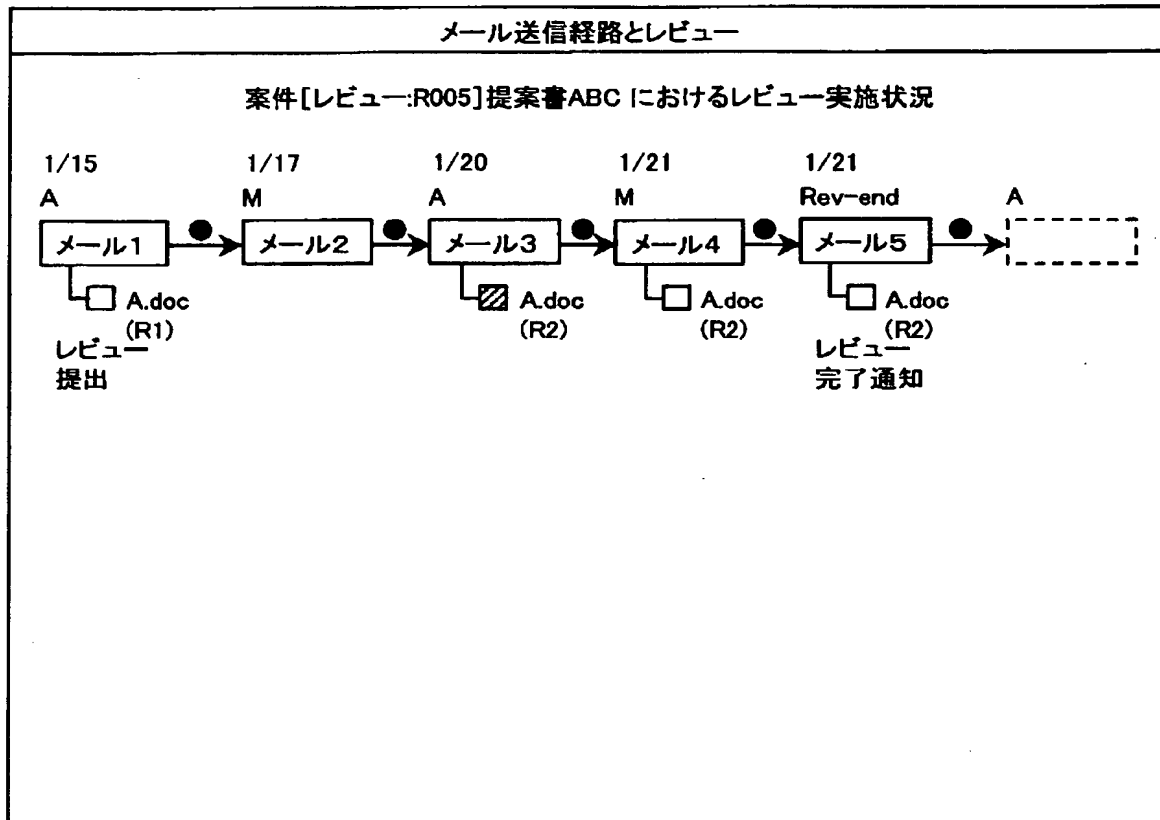 メール送信経路とレビュー
案件[レビュー:R005]提案書ABC におけるレビュー実施状況
1/15 1/17 1/20 1/21 1/21
A M A M Rev-end A
メール1 メール2 メール3 メール4 メール5
A.doc A.doc A.doc A.doc
(R1) (R2) (R2) (R2)
レビュー レビュー
提出 完了通知